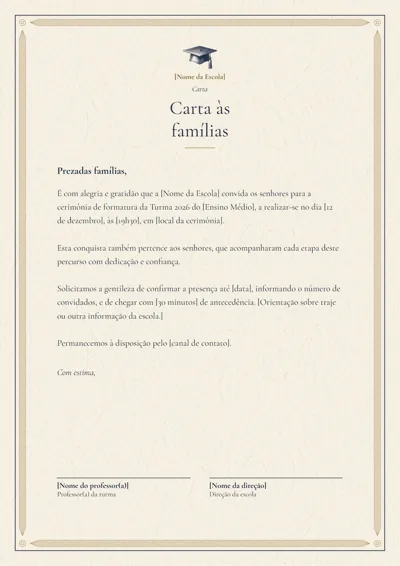 [Nome da Escola]
Carta
Carta às
famílias
Prezadas famílias,
É com alegria e gratidão que a [Nome da Escola] convida os senhores para a
cerimônia de formatura da Turma 2026 do [Ensino Médio], a realizar-se no dia [12
de dezembro], às [19h30], em [local da cerimônia].
Esta conquista também pertence aos senhores, que acompanharam cada etapa deste
percurso com dedicação e confiança.
Solicitamos a gentileza de confirmar a presença até [data], informando o número de
convidados, e de chegar com [30 minutos] de antecedência. [Orientação sobre traje
ou outra informação da escola.]
Permanecemos à disposição pelo [canal de contato].
Com estima,
[Nome do professor(a)]
Professor(a) da turma
[Nome da direção]
Direção da escola